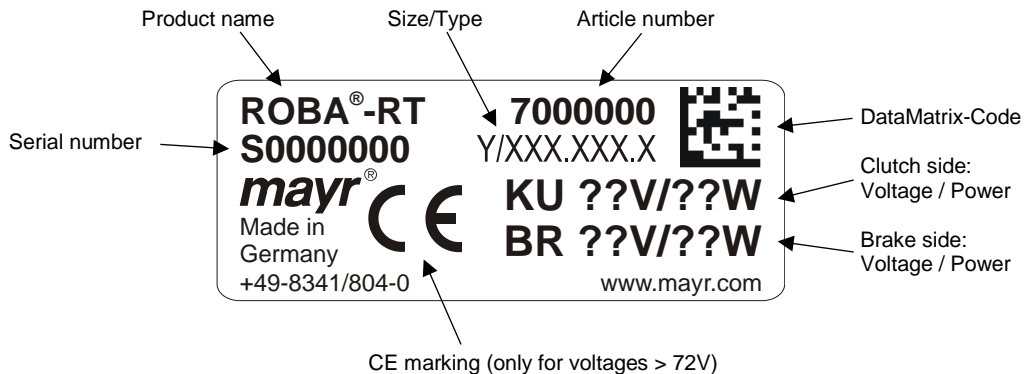 Product name
Size/Type
Article number
ROBA®-RT
7000000
DataMatrix-Code
Serial number
S0000000
Y/XXX.XXX.X
Clutch side:
Voltage / Power
mayr®
CE
KU ??V/??W
Made in
Germany
BR ??V/??W
Brake side:
Voltage / Power
+49-8341/804-0
www.mayr.com
CE marking (only for voltages > 72V)